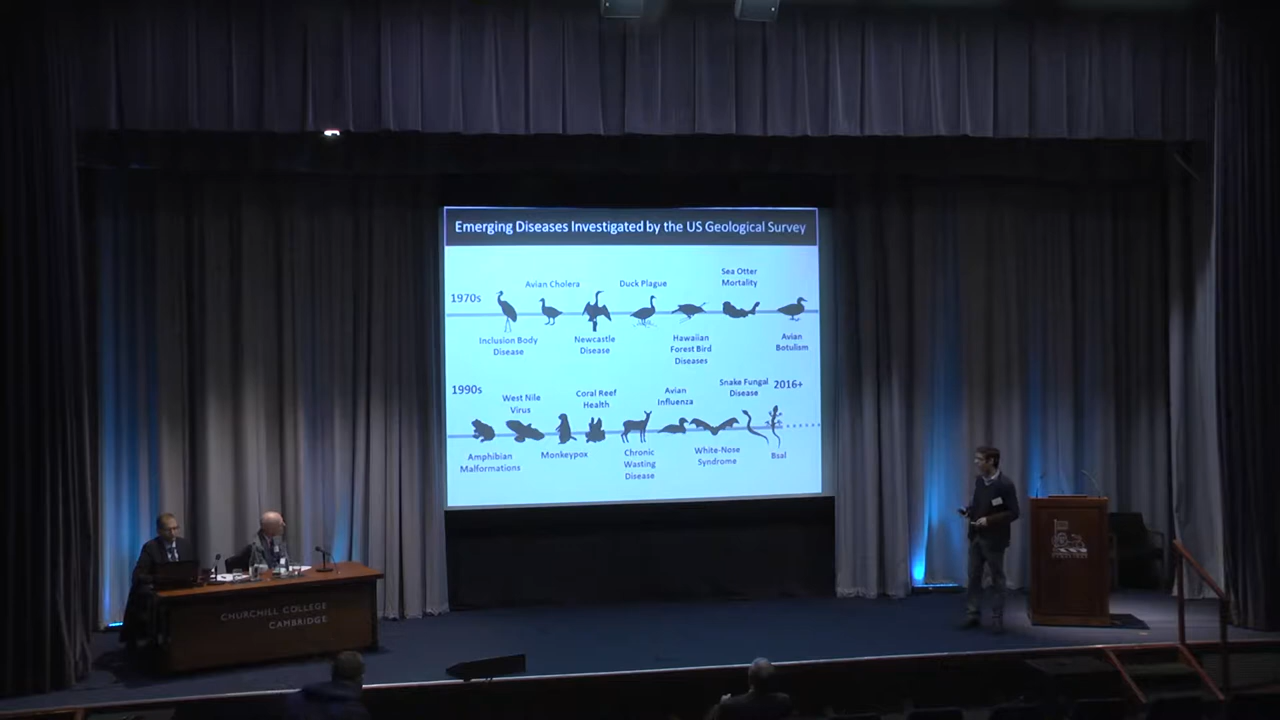 Emerging Diseases Investigated by the US Geological Survey
Sea Otter
Mortality
Avian Cholera
Duck Plague
1970s
Inclusion Body
Disease
Newcastle
Disease
Hawaiian
Forest Bird
Diseases
Avian
Botulism
1990s
West Nile
Virus
Coral Reef
Health
Avian
Influenza
Snake Fungal
Disease
2016+
Amphibian
Malformations
Monkeypox
Chronic
Wasting
Disease
White-Nose
Syndrome
Bsal
CHURCHILL COLLEGE
CAMBRIDGE